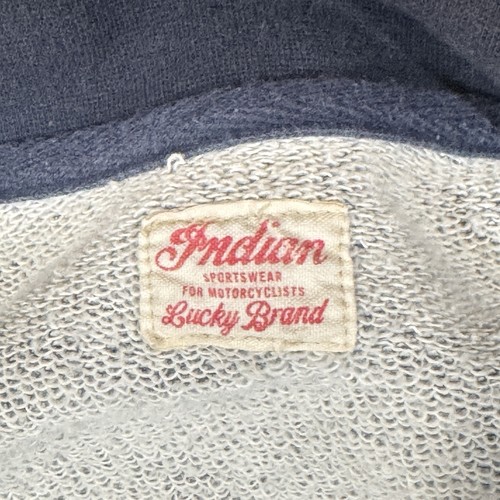 Indian
SPORTSWEAR
FOR MOTORCYCLISTS
Lucky Brand